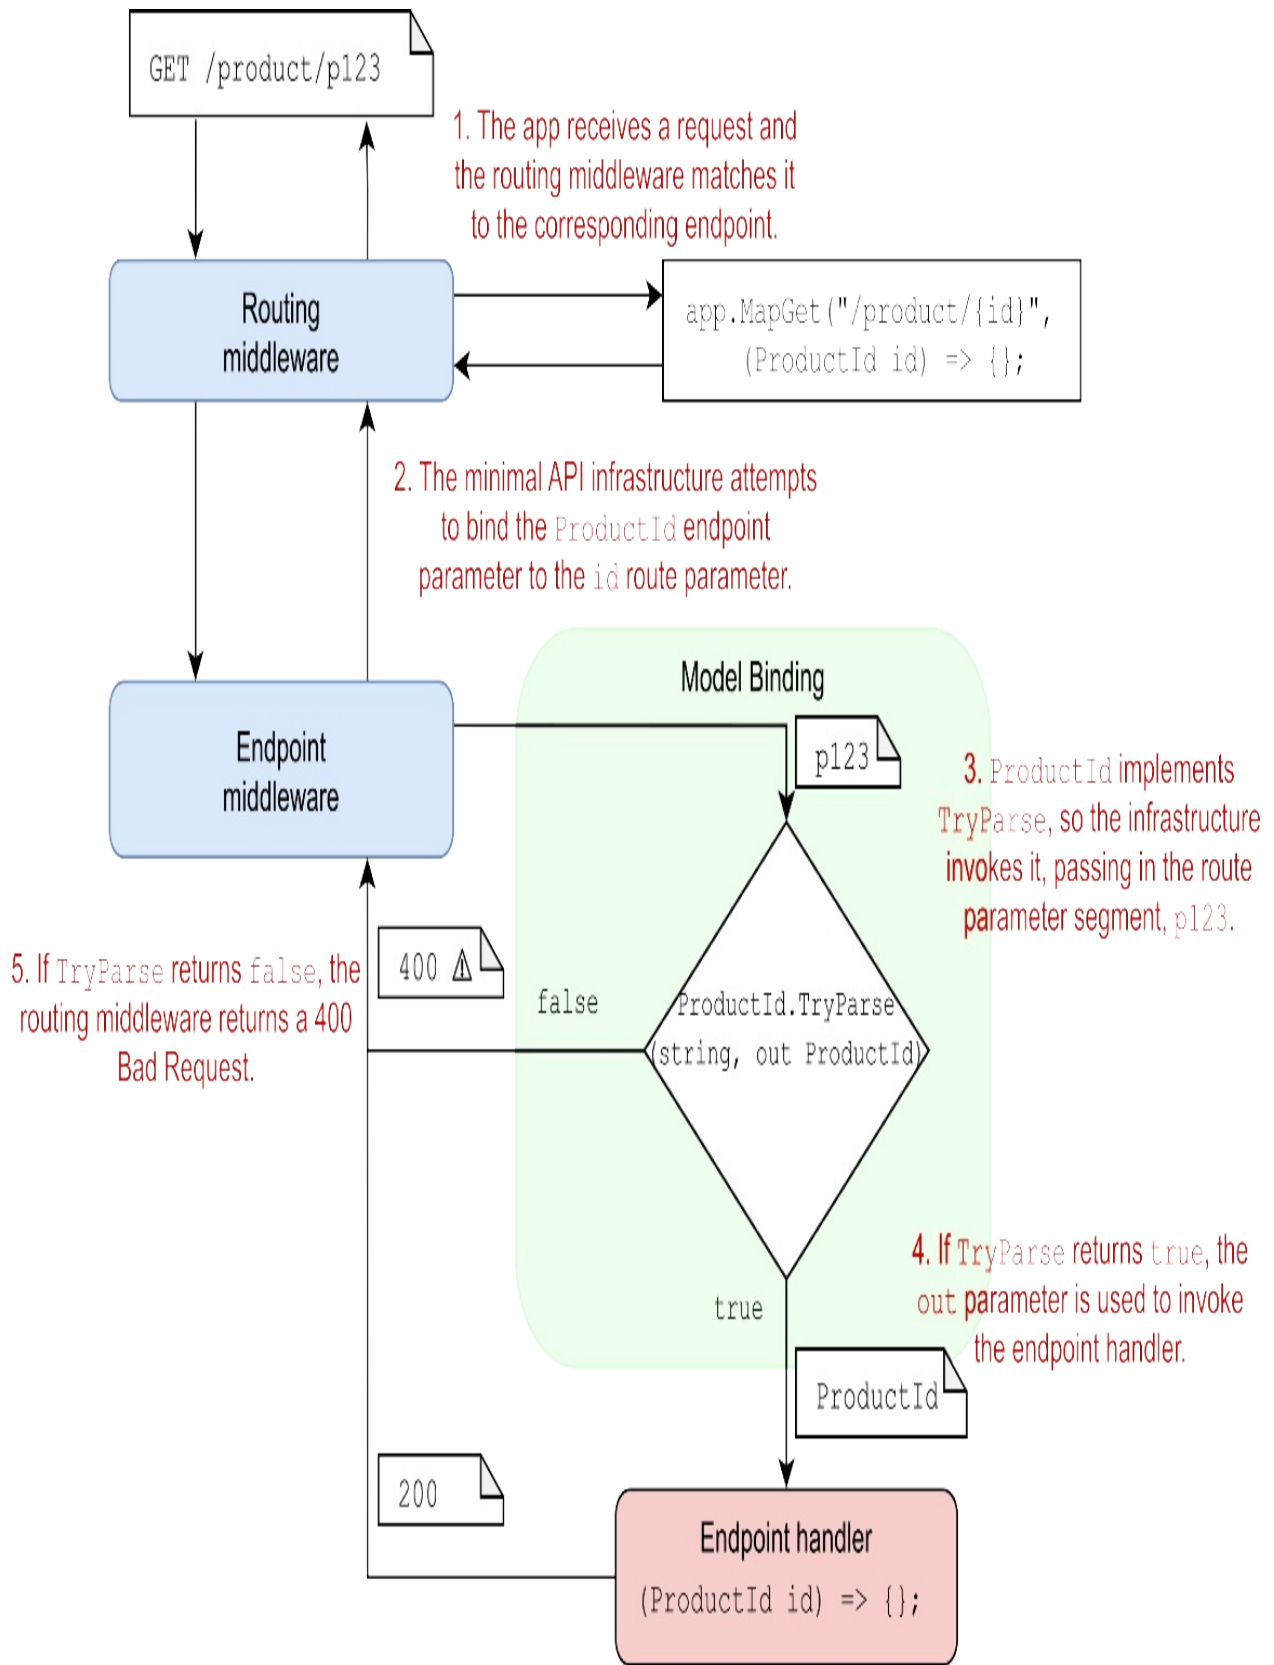 GET /product/p123
1. The app receives a request and
the routing middleware matches it
to the corresponding endpoint.
Routing
middleware
app.MapGet("/product/{id}",
(ProductId id) => {};
2. The minimal API infrastructure attempts
to bind the ProductId endpoint
parameter to the id route parameter.
Model Binding
Endpoint
middleware
p123
3. ProductId implements
TryParse, so the infrastructure
invokes it, passing in the route
parameter segment, p123.
400 ⚠
false
5. If TryParse returns false, the
routing middleware returns a 400
Bad Request.
ProductId.TryParse
(string, out ProductId)
4. If TryParse returns true, the
out parameter is used to invoke
the endpoint handler.
true
ProductId
200
Endpoint handler
(ProductId id) => {};